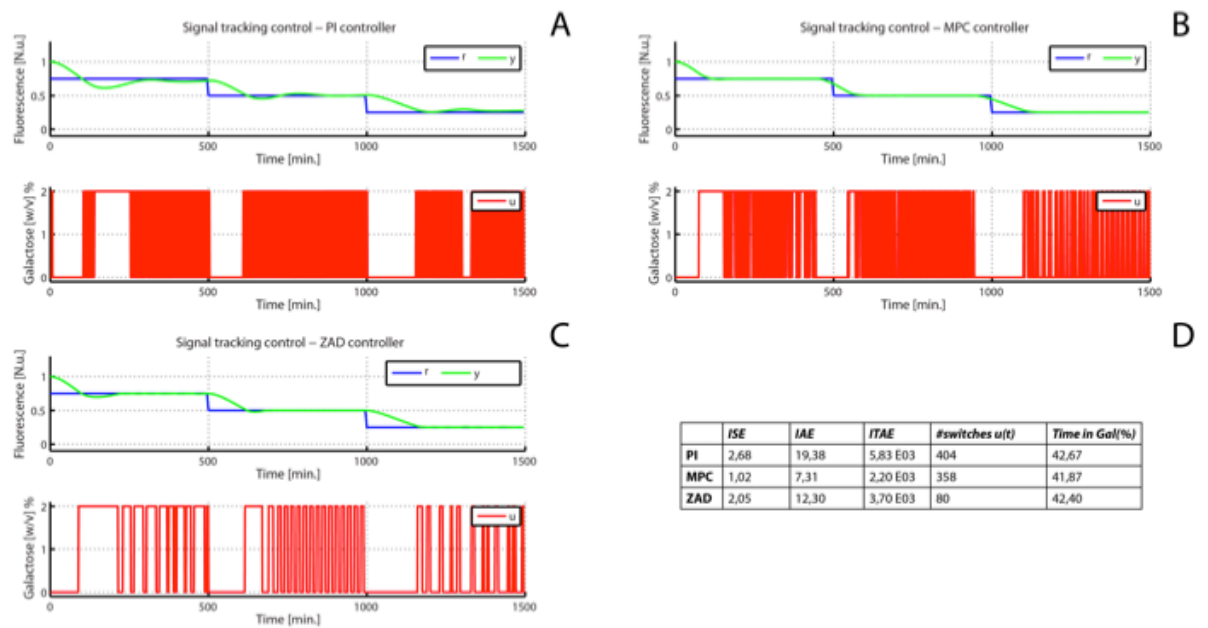 A
Signal tracking control – PI controller
Fluorescence [N.u.]
1
0.5
0
r y
0 500 1000 1500
Time [min.]
Galactose [w/v] %
2
1
0
u
0 500 1000 1500
Time [min.]
B
Signal tracking control – MPC controller
Fluorescence [N.u.]
1
0.5
0
r y
0 500 1000 1500
Time [min.]
Galactose [w/v] %
2
1
0
u
0 500 1000 1500
Time [min.]
C
Signal tracking control – ZAD controller
Fluorescence [N.u.]
1
0.5
0
r y
0 500 1000 1500
Time [min.]
Galactose [w/v] %
2
1
0
u
0 500 1000 1500
Time [min.]
D
ISE IAE ITAE #switches u(t) Time in Gal(%)
PI 2,68 19,38 5,83 E03 404 42,67
MPC 1,02 7,31 2,20 E03 358 41,87
ZAD 2,05 12,30 3,70 E03 80 42,40